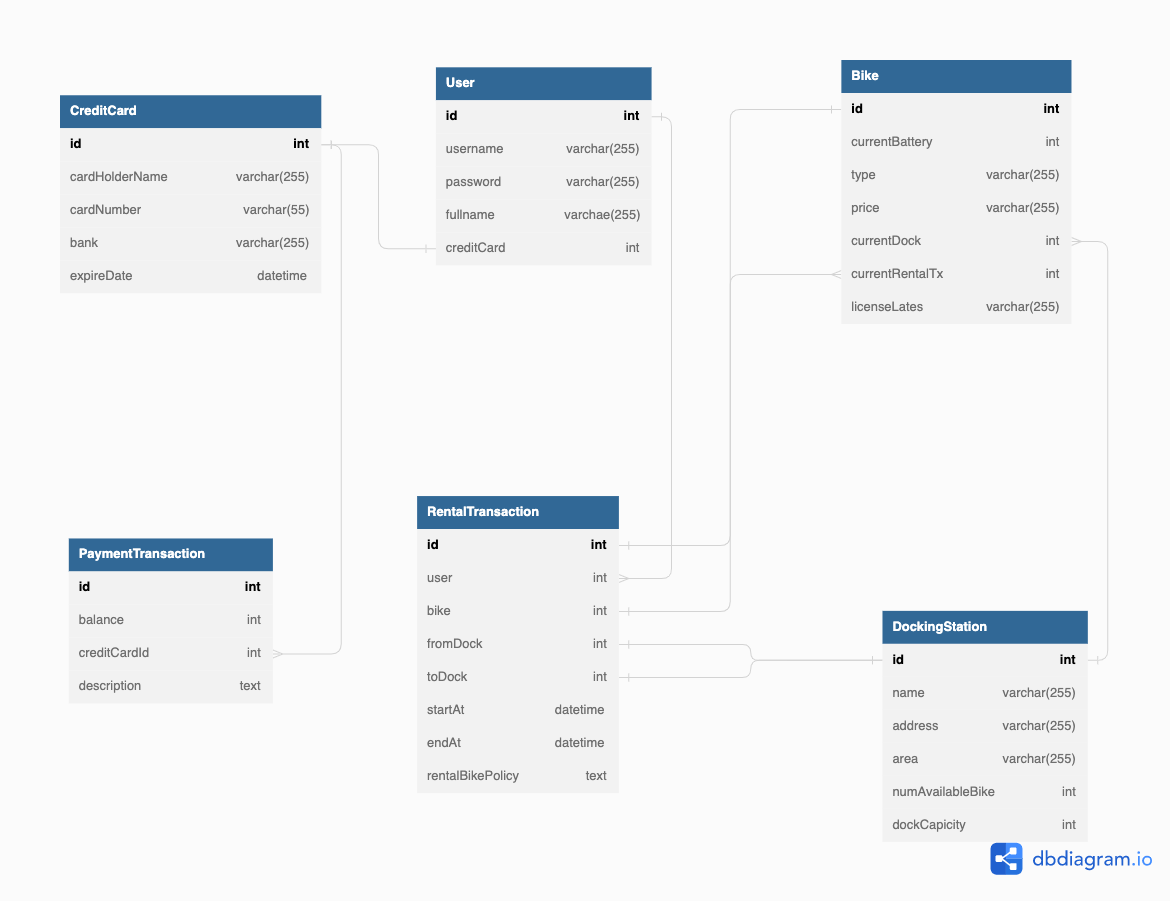 CreditCard
id int
cardHolderName varchar(255)
cardNumber varchar(55)
bank varchar(255)
expireDate datetime
User
id int
username varchar(255)
password varchar(255)
fullname varchae(255)
creditCard int
Bike
id int
currentBattery int
type varchar(255)
price varchar(255)
currentDock int
currentRentalTx int
licenseLates varchar(255)
PaymentTransaction
id int
balance int
creditCardId int
description text
RentalTransaction
id int
user int
bike int
fromDock int
toDock int
startAt datetime
endAt datetime
rentalBikePolicy text
DockingStation
id int
name varchar(255)
address varchar(255)
area varchar(255)
numAvailableBike int
dockCapicity int
dbdiagram.io